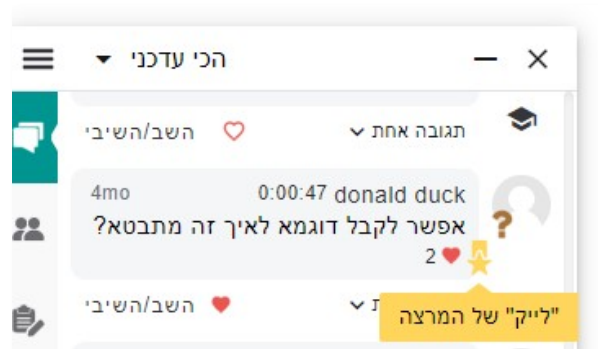 הכי עדכני
תגובה אחת
השב/השיבי
donald duck 0:00:47 4mo
אפשר לקבל דוגמא לאיך זה מתבטא?
2
השב/השיבי
"לייק" של המרצה